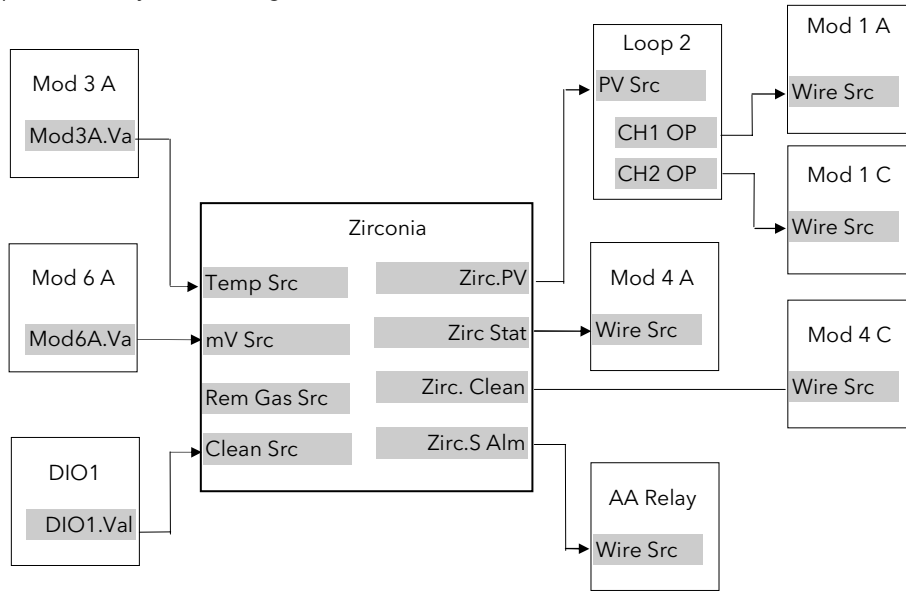 Mod 3 A
Mod3A.Va
Mod 6 A
Mod6A.Va
DIO1
DIO1.Val
Zirconia
Temp Src
mV Src
Rem Gas Src
Clean Src
Zirc.PV
Zirc Stat
Zirc. Clean
Zirc.S Alm
Loop 2
PV Src
CH1 OP
CH2 OP
Mod 4 A
Wire Src
AA Relay
Wire Src
Mod 1 A
Wire Src
Mod 1 C
Wire Src
Mod 4 C
Wire Src